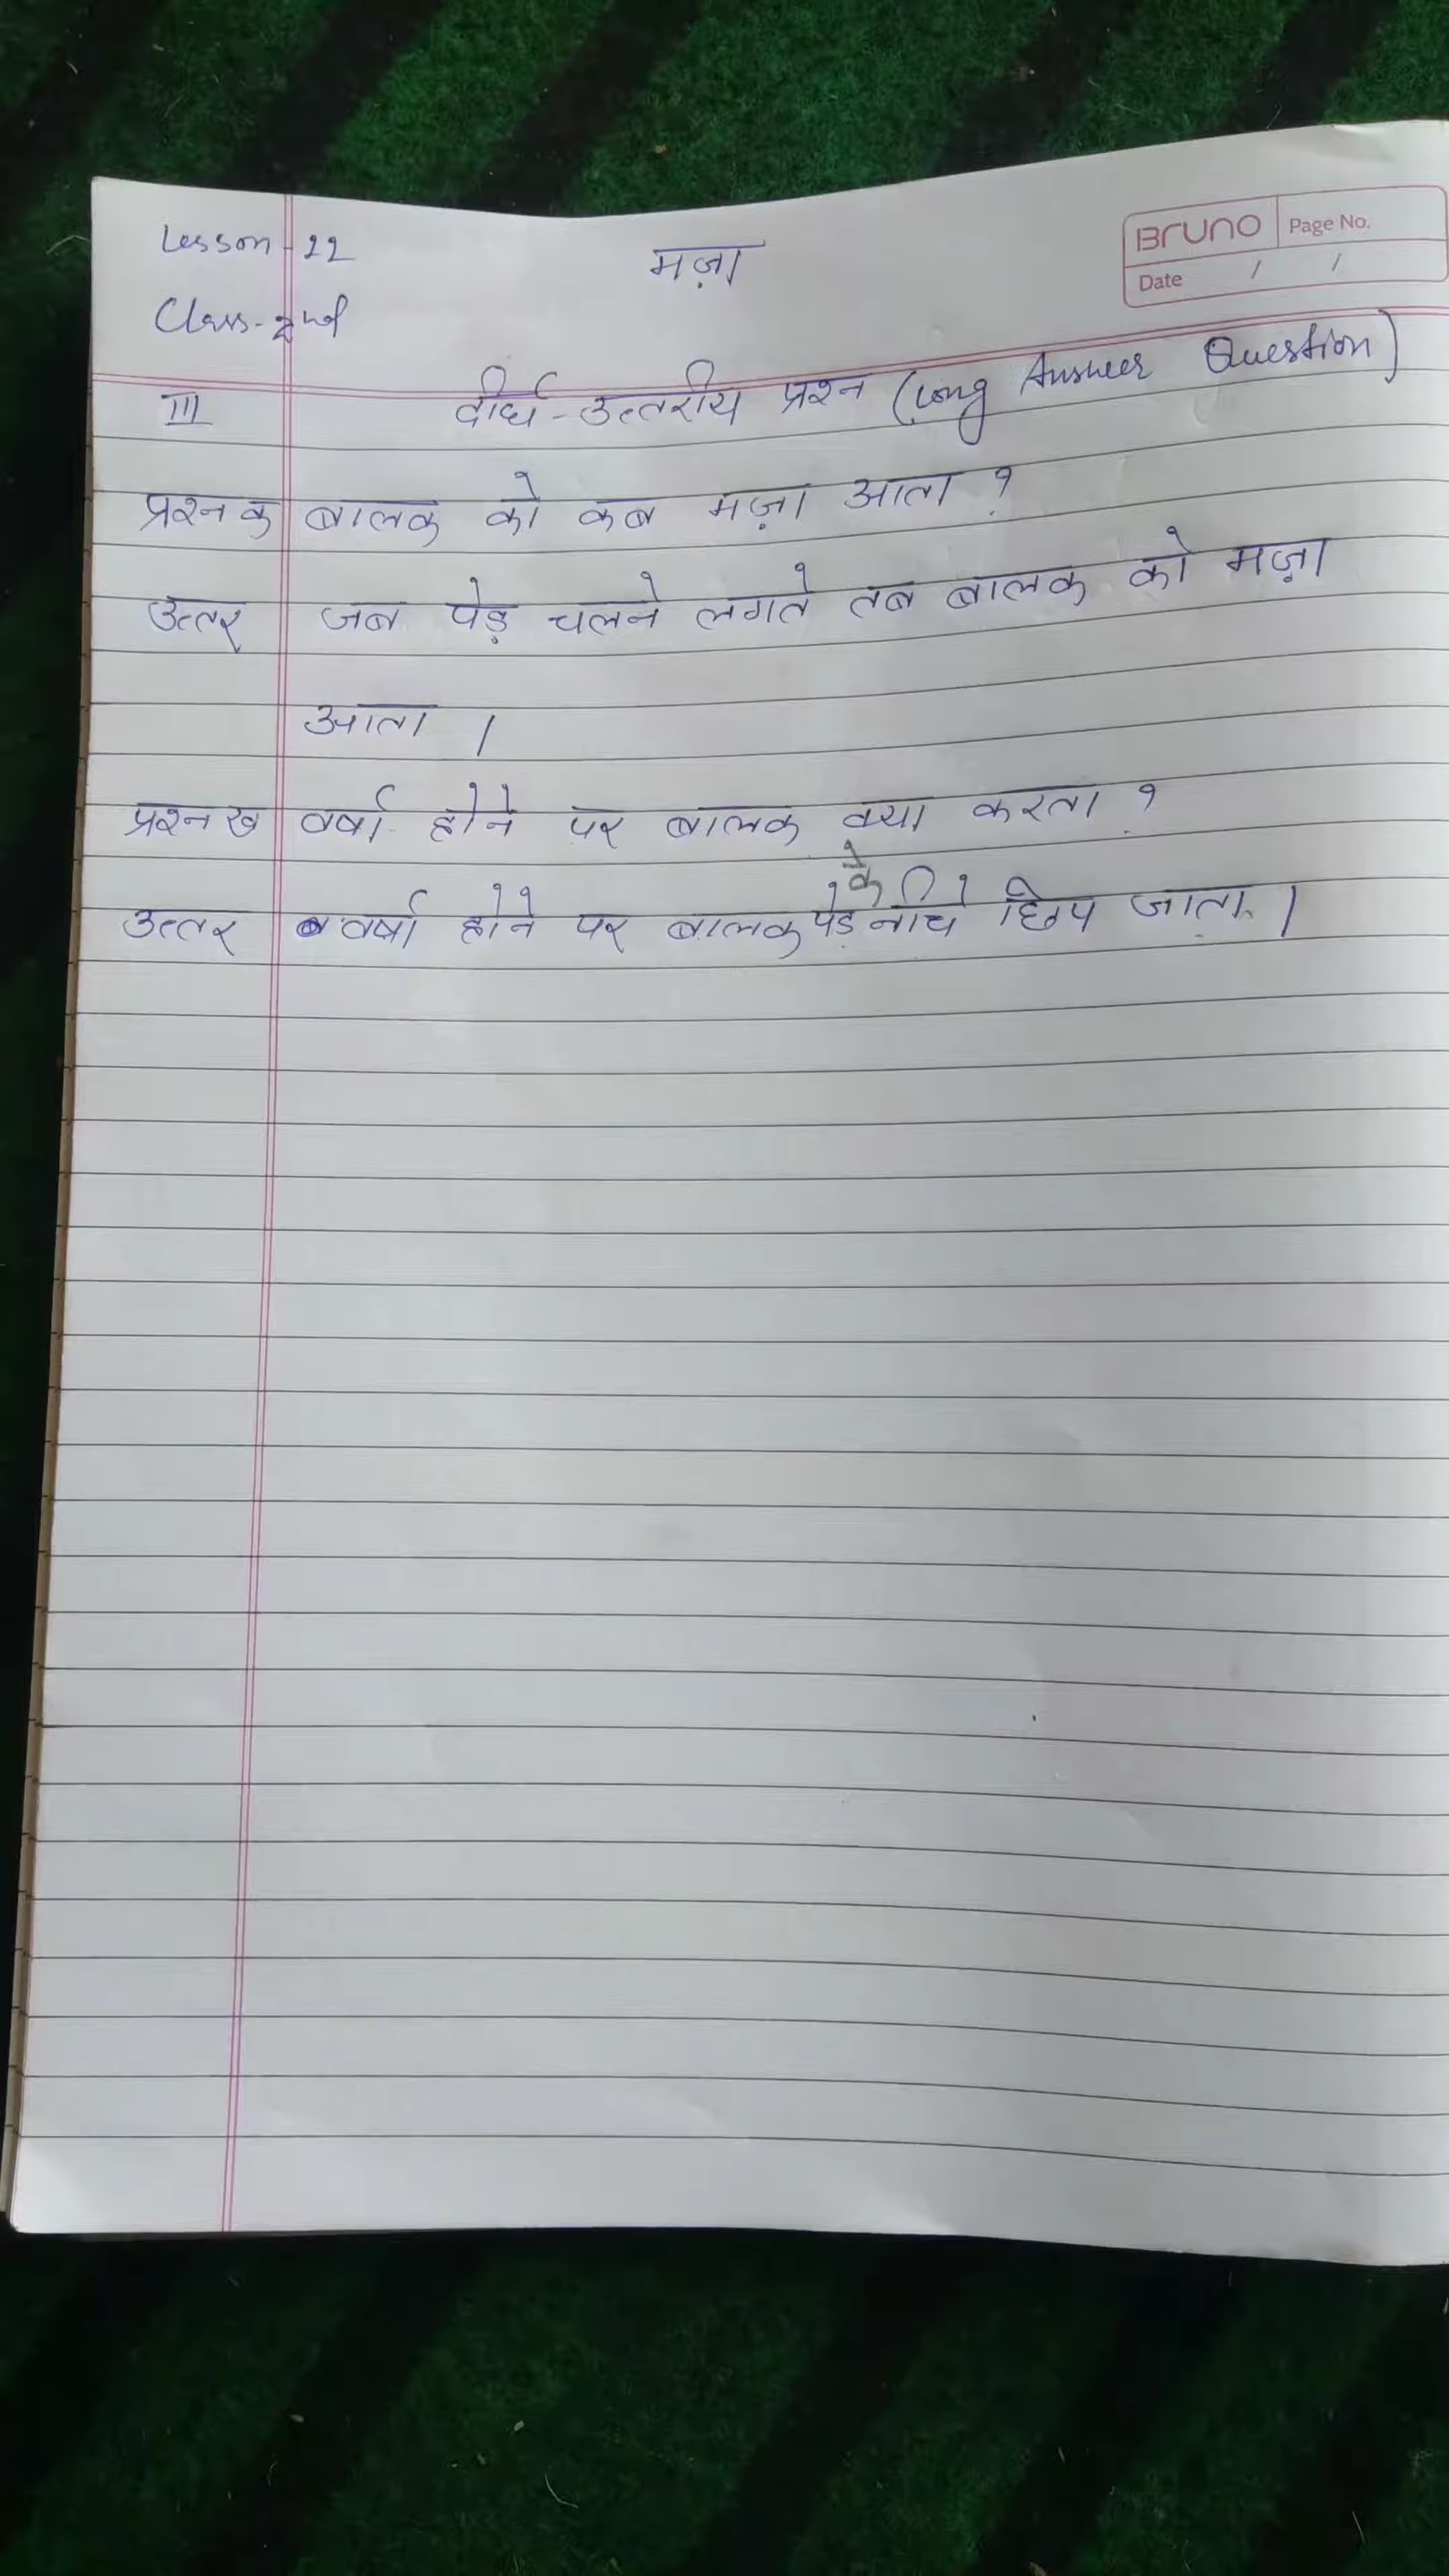 Lesson-22
मज़ा
Bruno Page No.
Date / /
Class-2nd
III दीर्घ-उत्तरीय प्रश्न (Long Answer Question)
प्रश्न क बालक को कब मज़ा आता ?
उत्तर जब पेड़ चलने लगते तब बालक को मज़ा
आता ।
प्रश्न ख वर्षा होने पर बालक क्या करता ?
उत्तर वर्षा होने पर बालक पेड़ के नीचे छिप जाता ।